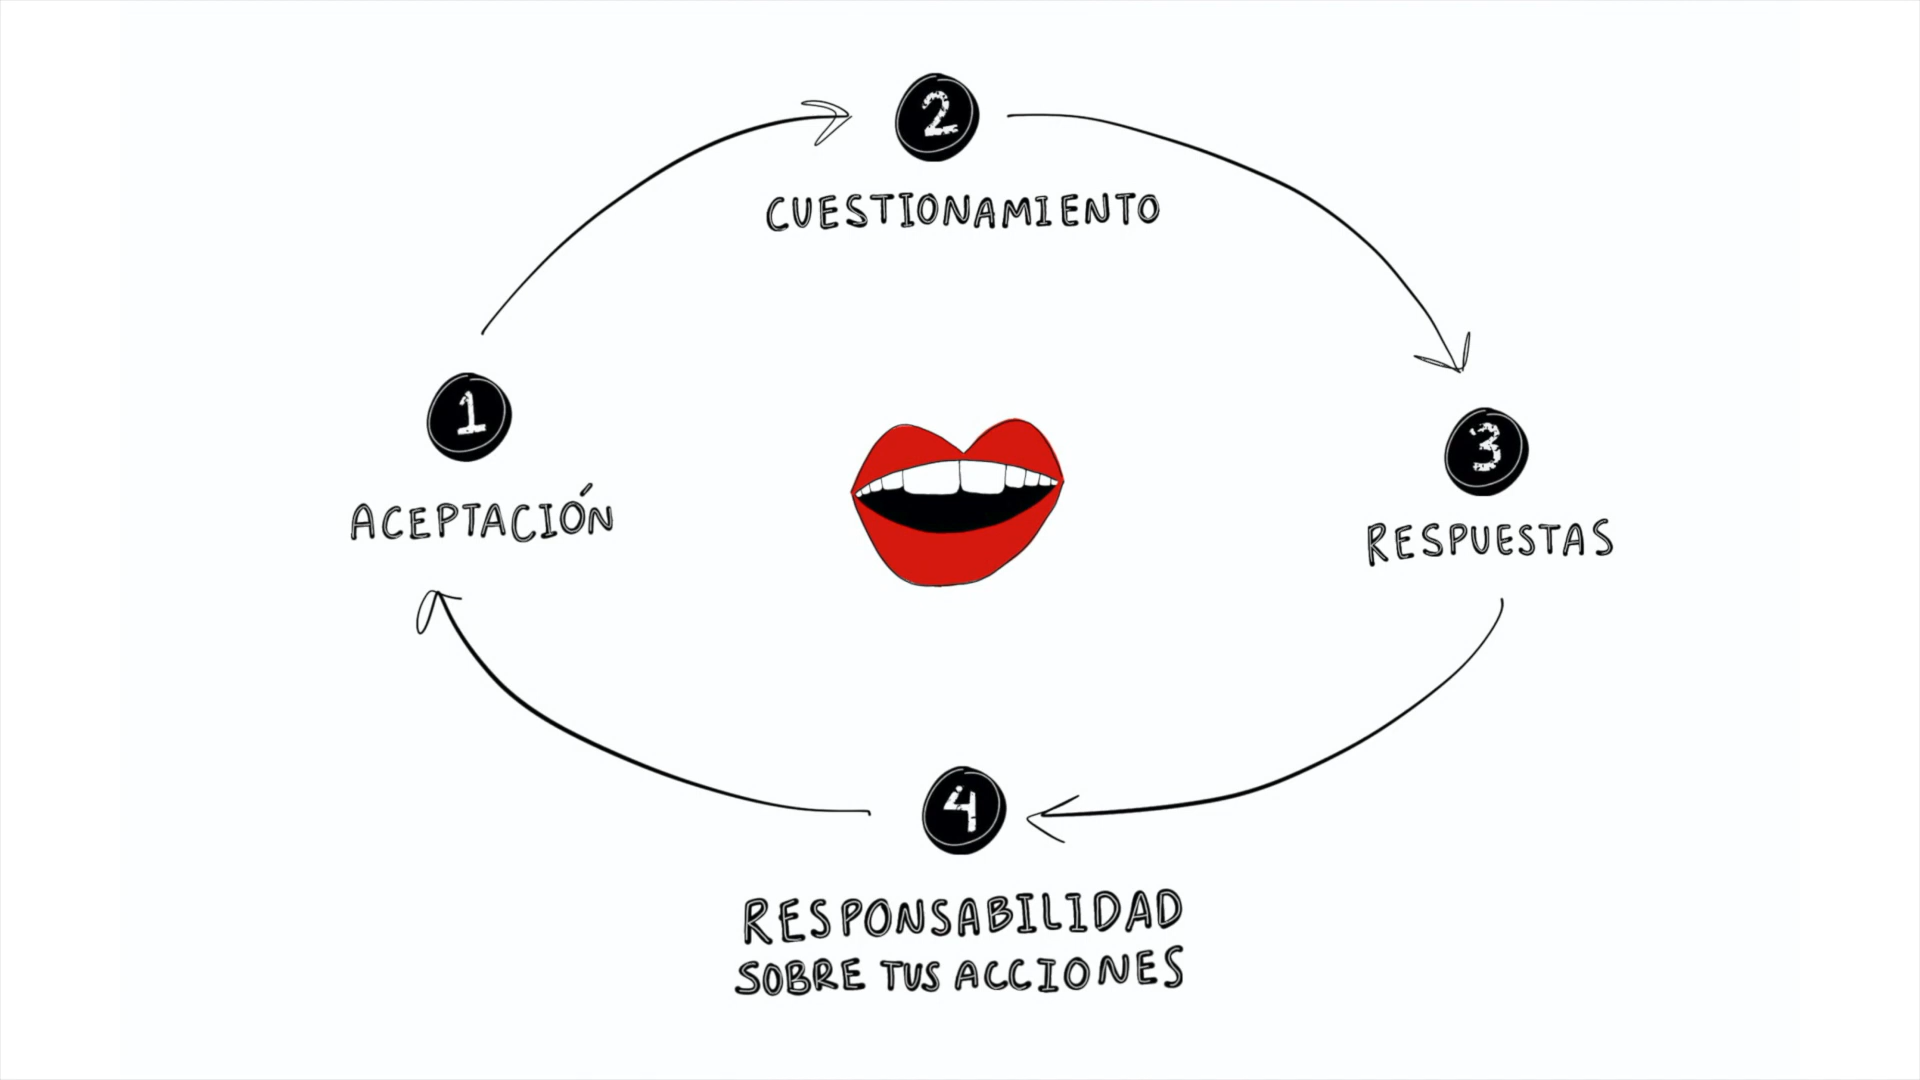 1
ACEPTACIÓN
2
CUESTIONAMIENTO
3
RESPUESTAS
4
RESPONSABILIDAD
SOBRE TUS ACCIONES